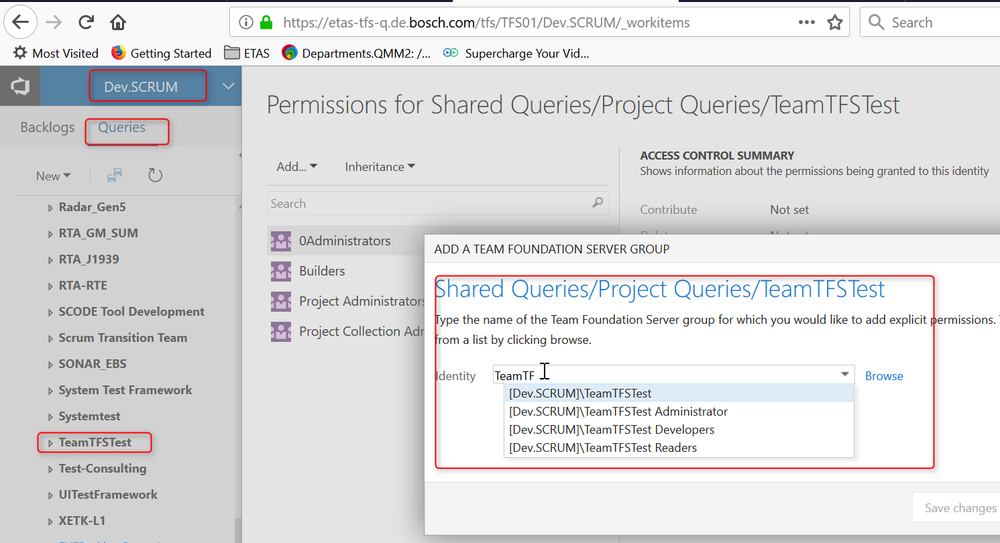 https://etas-tfs-q.de.bosch.com/tfs/TFS01/Dev.SCRUM/_workitems
Search
Most Visited
Getting Started
ETAS
Departments.QMM2: /...
Supercharge Your Vid...
Dev.SCRUM
Backlogs
Queries
New
Radar_Gen5
RTA_GM_SUM
RTA_J1939
RTA-RTE
SCODE Tool Development
Scrum Transition Team
SONAR_EBS
System Test Framework
Systemtest
TeamTFSTest
Test-Consulting
UITestFramework
XETK-L1
Permissions for Shared Queries/Project Queries/TeamTFSTest
Add...
Inheritance
Search
0Administrators
Builders
Project Administrators
Project Collection Adr
ACCESS CONTROL SUMMARY
Shows information about the permissions being granted to this identity
Contribute Not set
ADD A TEAM FOUNDATION SERVER GROUP
Shared Queries/Project Queries/TeamTFSTest
Type the name of the Team Foundation Server group for which you would like to add explicit permissions.
from a list by clicking browse.
Identity
TeamTF
Browse
[Dev.SCRUM]\TeamTFSTest
[Dev.SCRUM]\TeamTFSTest Administrator
[Dev.SCRUM]\TeamTFSTest Developers
[Dev.SCRUM]\TeamTFSTest Readers
Save changes